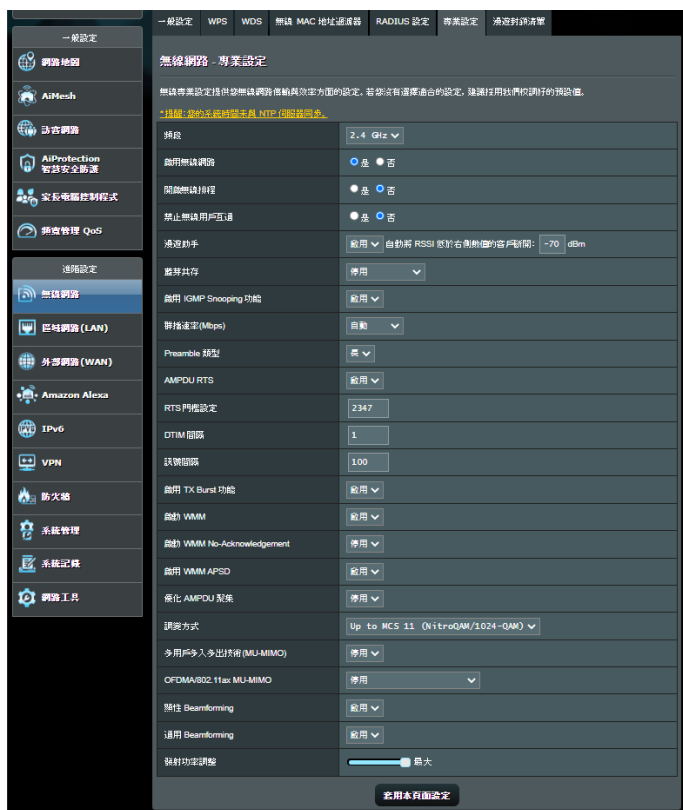 一般設定 WPS WDS 無線 MAC 地址過濾器 RADIUS 設定 專業設定 漫遊封鎖清單
一般設定
網路地圖
AiMesh
訪客網路
AiProtection
智慧安全防護
家長電腦控制程式
頻寬管理 QoS
進階設定
無線網路
區域網路(LAN)
外部網路(WAN)
Amazon Alexa
IPv6
VPN
防火牆
系統管理
系統記錄
網路工具
無線網路 - 專業設定
無線專業設定提供您無線網路傳輸與效率方面的設定。若您沒有選擇適合的設定, 建議採用我們校調好的預設值。
*提醒:您的系統時間未與 NTP 伺服器同步。
頻段 2.4 GHz
啟用無線網路 是 否
開啟無線排程 是 否
禁止無線用戶互通 是 否
漫遊助手 啟用 自動將 RSSI 低於右側數值的客戶斷開: -70 dBm
藍芽共存 停用
啟用 IGMP Snooping 功能 啟用
群播速率(Mbps) 自動
Preamble 類型 長
AMPDU RTS 啟用
RTS 門檻設定 2347
DTIM 間隔 1
訊號間隔 100
啟用 TX Burst 功能 啟用
啟動 WMM 啟用
啟動 WMM No-Acknowledgement 停用
啟用 WMM APSD 啟用
優化 AMPDU 聚集 停用
調變方式 Up to MCS 11 (NitroQAM/1024-QAM)
多用戶多入多出技術 (MU-MIMO) 停用
OFDMA/802.11ax MU-MIMO 停用
顯性 Beamforming 啟用
通用 Beamforming 啟用
發射功率調整 最大
套用本頁面設定